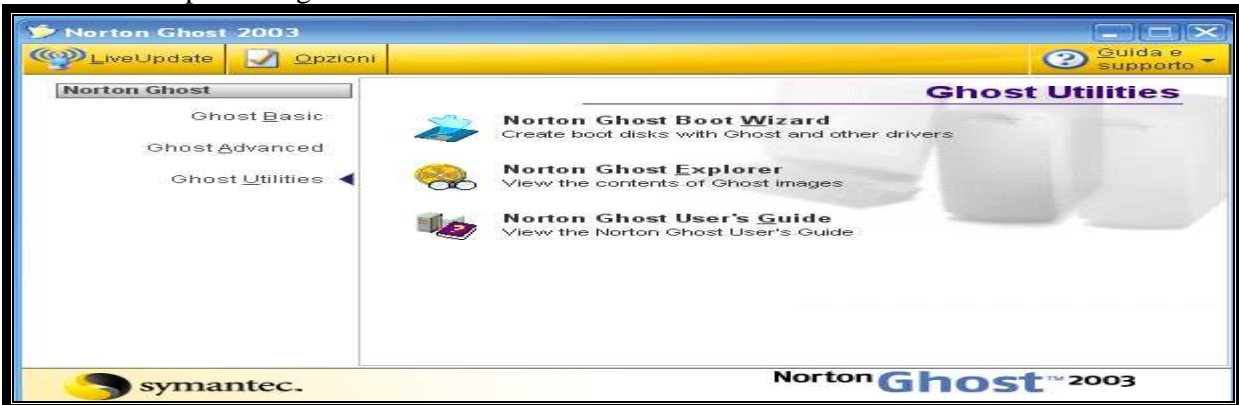 Norton Ghost 2003
LiveUpdate Opzioni Guida e supporto
Norton Ghost
Ghost Basic
Ghost Advanced
Ghost Utilities
Ghost Utilities
Norton Ghost Boot Wizard
Create boot disks with Ghost and other drivers
Norton Ghost Explorer
View the contents of Ghost images
Norton Ghost User's Guide
View the Norton Ghost User's Guide
symantec.
Norton Ghost™ 2003